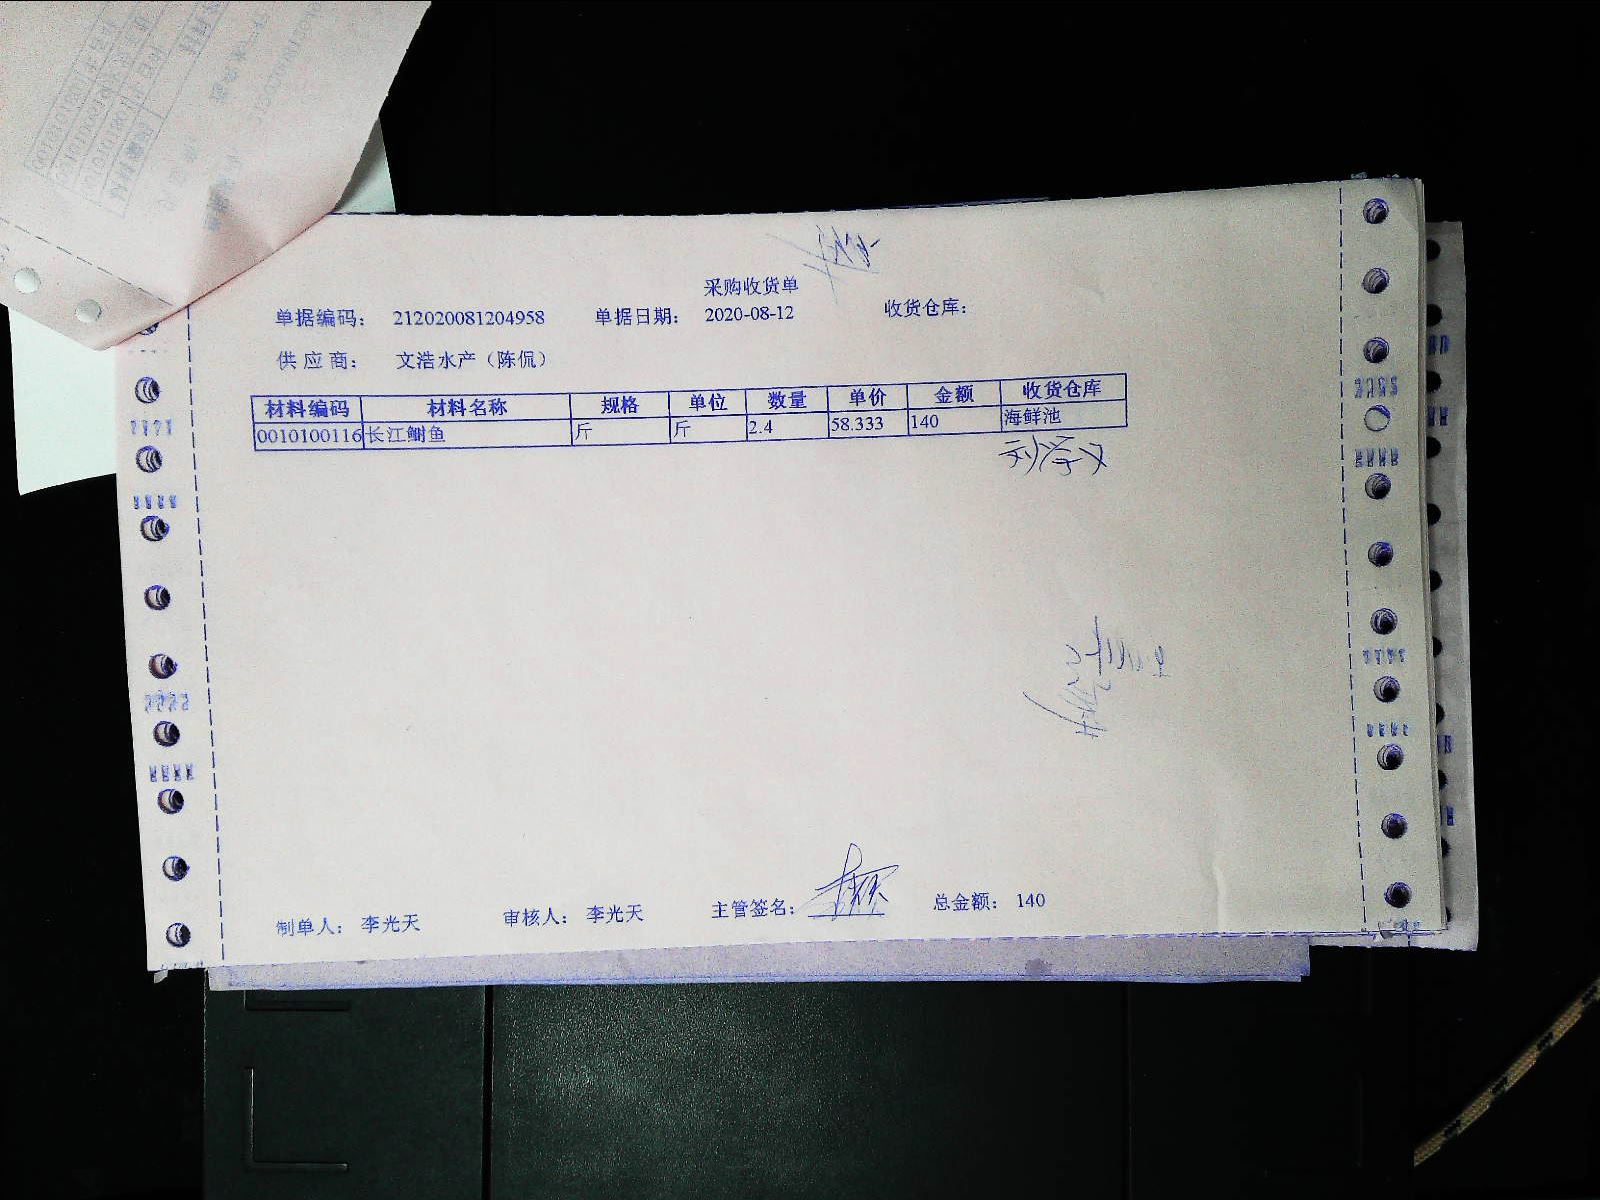 采购收货单
单据编码： 212020081204958 单据日期： 2020-08-12 收货仓库：
供应商： 文浩水产（陈侃）
材料编码 材料名称 规格 单位 数量 单价 金额 收货仓库
0010100116 长江鮰鱼 斤 斤 2.4 58.333 140 海鲜池
制单人： 李光天 审核人： 李光天 主管签名： 总金额： 140